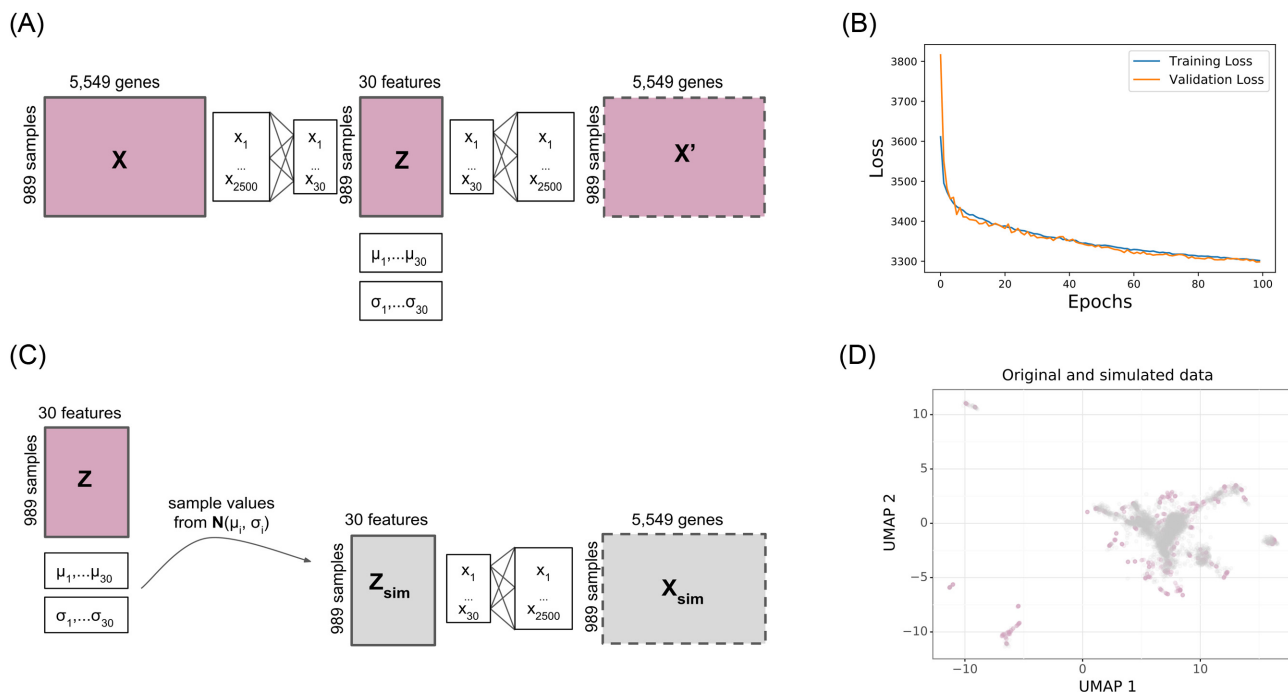 (A)
5,549 genes
30 features
5,549 genes
989 samples
X
x1
...
x2500
x1
...
x30
989 samples
Z
x1
...
x30
x1
...
x2500
989 samples
X’
μ1,...μ30
σ1,...σ30
(B)
Training Loss
Validation Loss
Loss
3800
3700
3600
3500
3400
3300
0
20
40
60
80
100
Epochs
(C)
30 features
989 samples
Z
μ1,...μ30
σ1,...σ30
sample values
from N(μi, σi)
30 features
989 samples
Zsim
x1
...
x30
x1
...
x2500
5,549 genes
989 samples
Xsim
(D)
Original and simulated data
UMAP 2
10
5
0
−5
−10
−10
0
10
UMAP 1